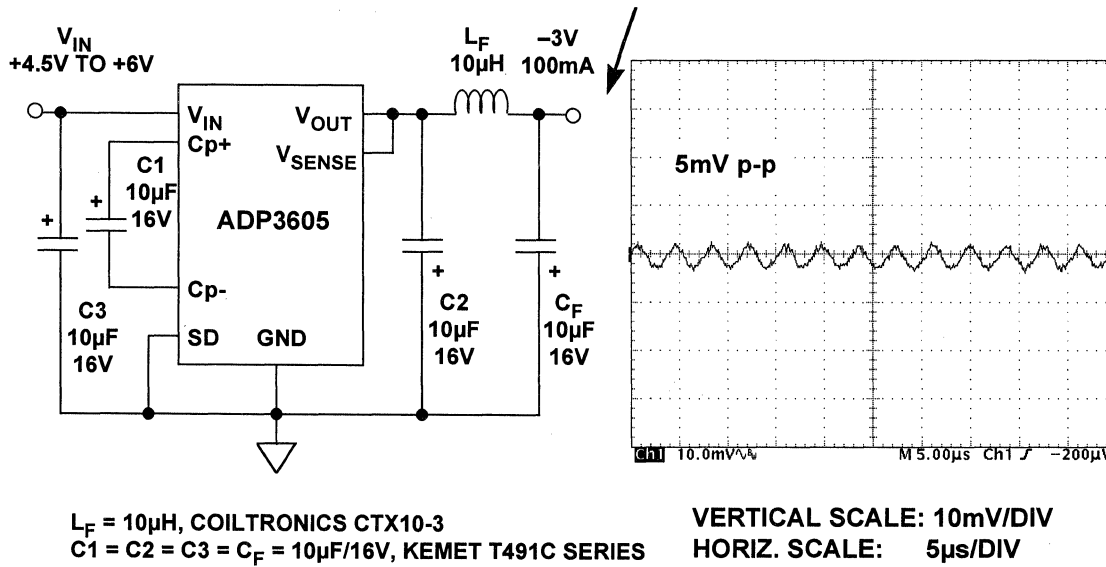 V_IN
+4.5V TO +6V
L_F
10µH
–3V
100mA
V_IN
Cp+
V_OUT
V_SENSE
C1
10µF
16V
+
+
ADP3605
5mV p-p
Cp-
C3
10µF
16V
SD
GND
+
C2
10µF
16V
+
C_F
10µF
16V
Ch1 10.0mV
M 5.00µs Ch1
-200µV
L_F = 10µH, COILTRONICS CTX10-3
C1 = C2 = C3 = C_F = 10µF/16V, KEMET T491C SERIES
VERTICAL SCALE: 10mV/DIV
HORIZ. SCALE: 5µs/DIV